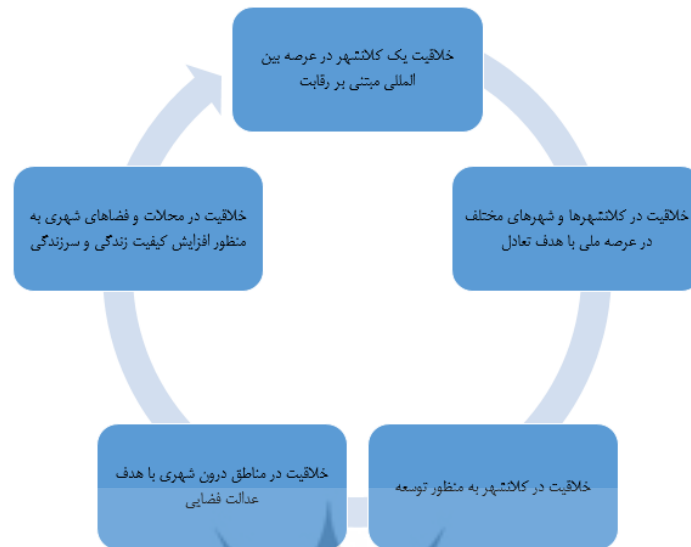 خلاقیت یک کلانشهر در عرصه بین
المللی مبتنی بر رقابت
خلاقیت در کلانشهرها و شهرهای مختلف
در عرصه ملی با هدف تعادل
خلاقیت در کلانشهر به منظور توسعه
خلاقیت در مناطق درون شهری با هدف
عدالت فضایی
خلاقیت در محلات و فضاهای شهری به
منظور افزایش کیفیت زندگی و سرزندگی